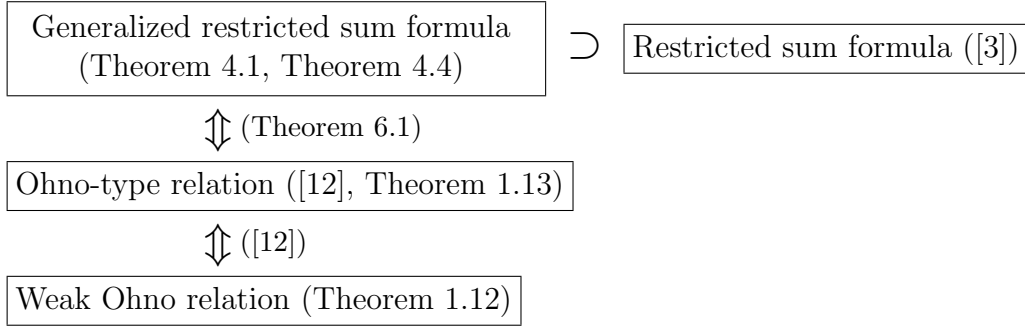 Generalized restricted sum formula
(Theorem 4.1, Theorem 4.4)
⊃ Restricted sum formula ([3])
⇕ (Theorem 6.1)
Ohno-type relation ([12], Theorem 1.13)
⇕ ([12])
Weak Ohno relation (Theorem 1.12)